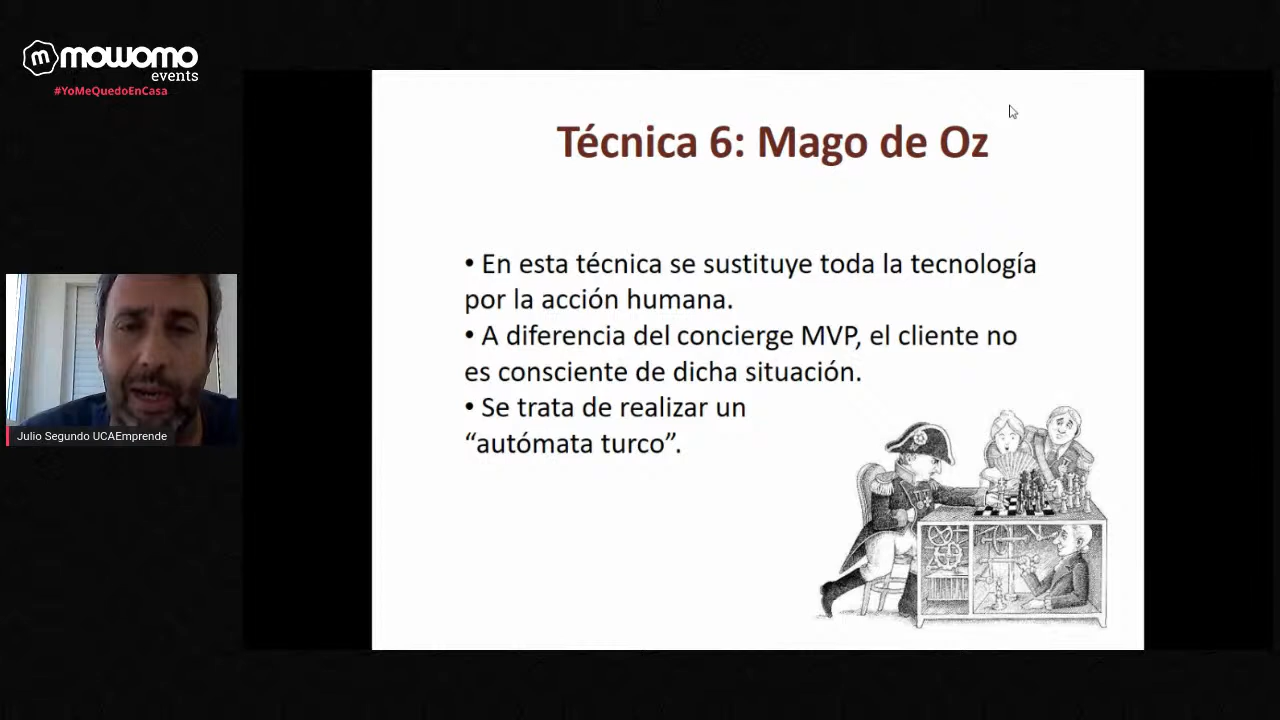 mowomo
events
#YoMeQuedoEnCasa
Técnica 6: Mago de Oz
• En esta técnica se sustituye toda la tecnología
por la acción humana.
• A diferencia del concierge MVP, el cliente no
es consciente de dicha situación.
• Se trata de realizar un
“autómata turco”.
Julio Segundo UCAEmprende